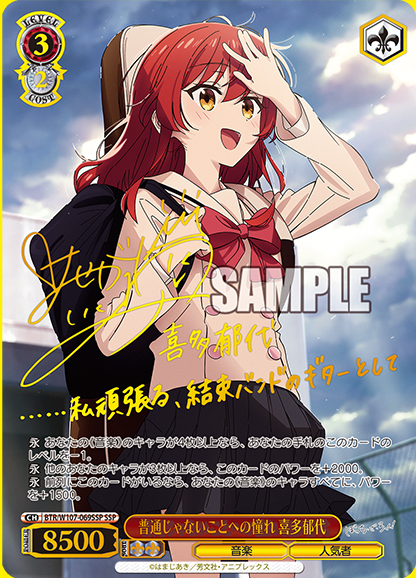 LEVEL
3
2
COST
SAMPLE
喜多郁代
……私頑張る、結束バンドのギターとして
永 あなたの《音楽》のキャラが4枚以上なら、あなたの手札のこのカードの
レベルを-1。
永 他のあなたのキャラが3枚以上なら、このカードのパワーを+2000。
永 前列にこのカードがいるなら、あなたの《音楽》のキャラすべてに、パワー
を+1500。
CH BTR/W107-069SSP SSP
普通じゃないことへの憧れ 喜多郁代
POWER
8500
SOUL
音楽
人気者
©はまじあき／芳文社・アニプレックス